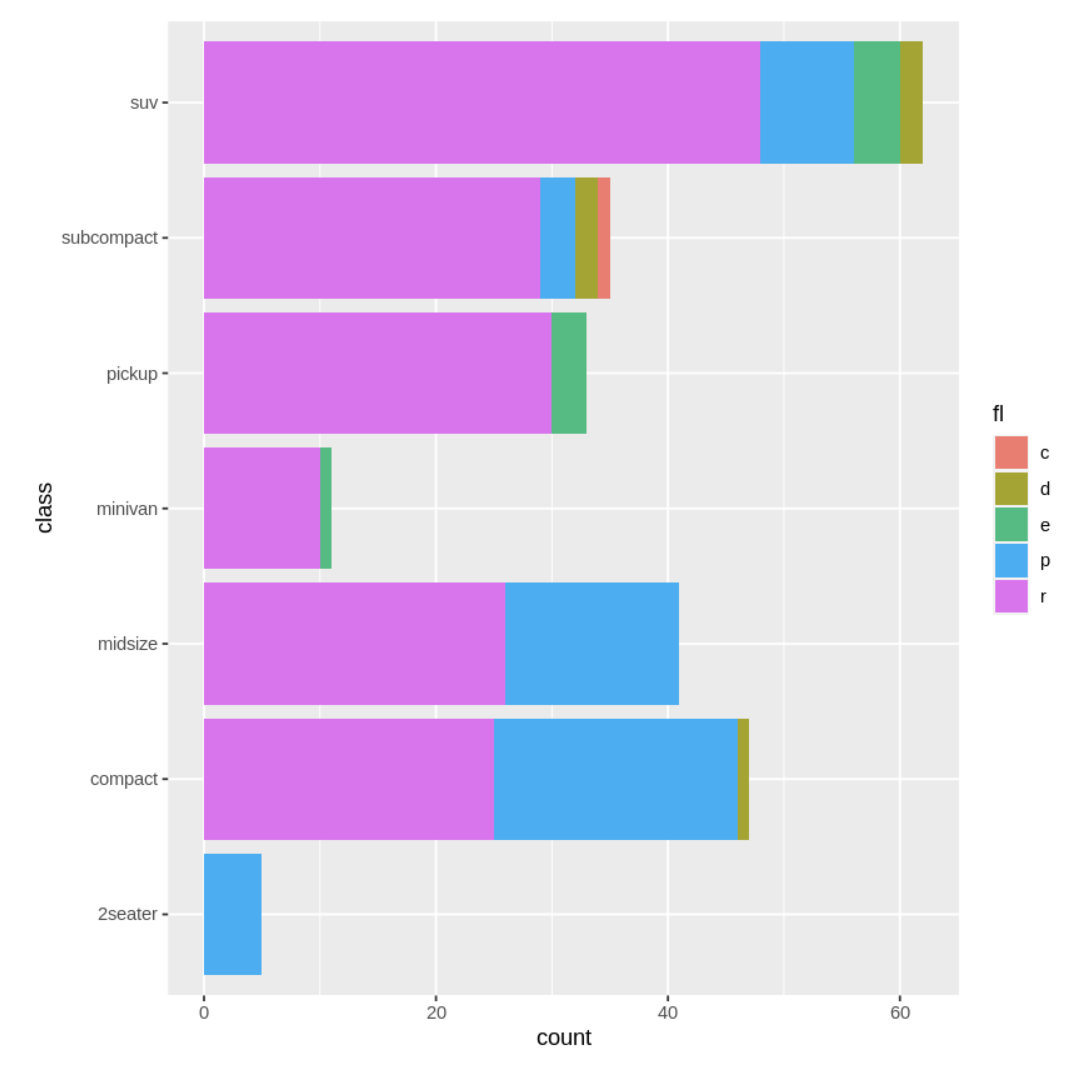 suv
subcompact
pickup
minivan
midsize
compact
2seater
class
0 20 40 60
count
fl
c
d
e
p
r